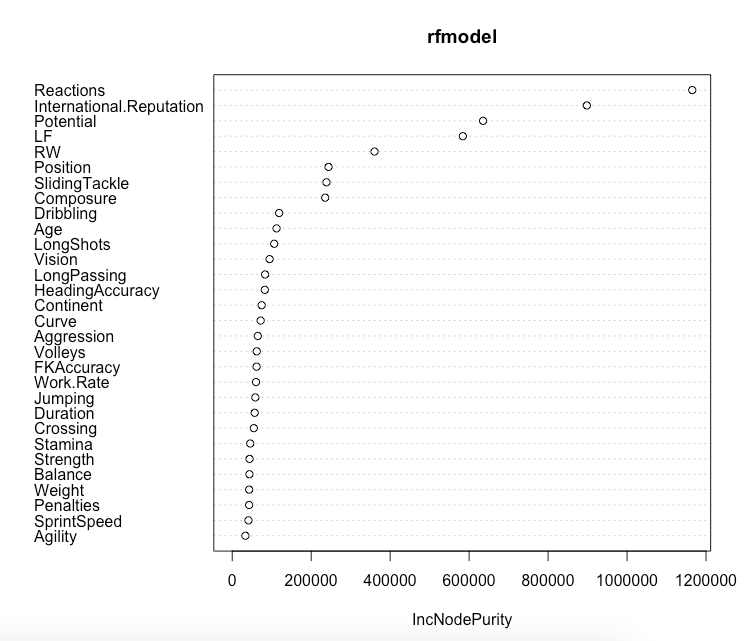 rfmodel
Reactions
International.Reputation
Potential
LF
RW
Position
SlidingTackle
Composure
Dribbling
Age
LongShots
Vision
LongPassing
HeadingAccuracy
Continent
Curve
Aggression
Volleys
FKAccuracy
Work.Rate
Jumping
Duration
Crossing
Stamina
Strength
Balance
Weight
Penalties
SprintSpeed
Agility
0 200000 400000 600000 800000 1000000 1200000
IncNodePurity